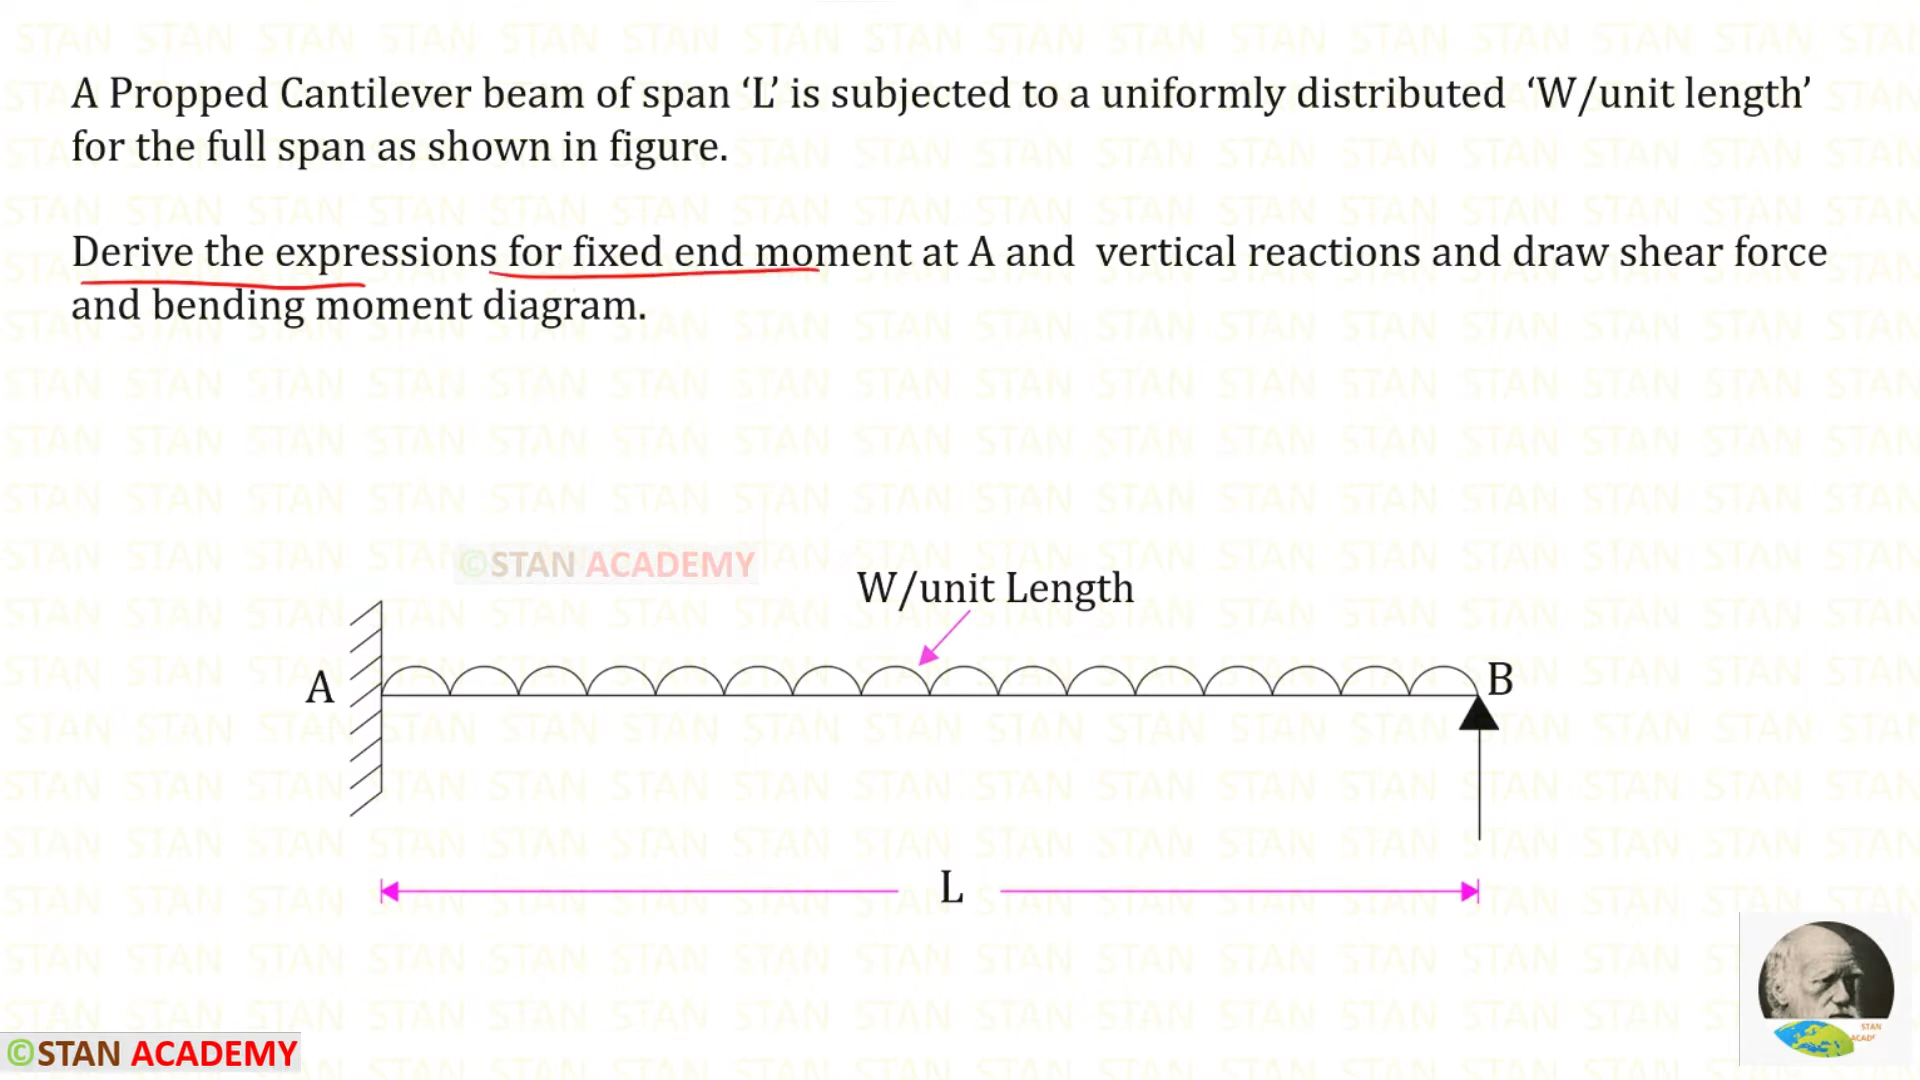 A Propped Cantilever beam of span ‘L’ is subjected to a uniformly distributed ‘W/unit length’
for the full span as shown in figure.
Derive the expressions for fixed end moment at A and vertical reactions and draw shear force
and bending moment diagram.
©STAN ACADEMY
W/unit Length
A
B
L
STAN
ACADEMY
©STAN ACADEMY